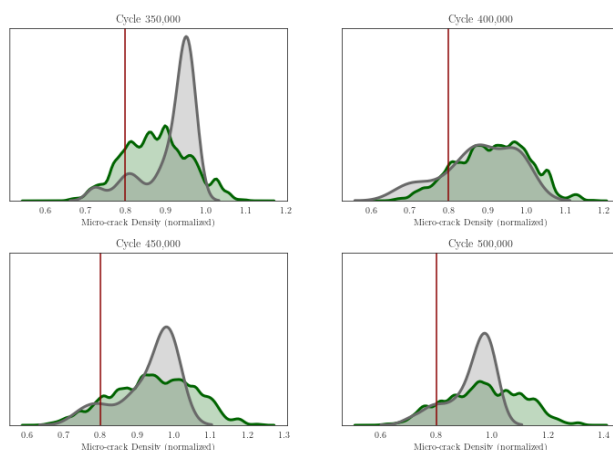 Cycle 350,000
Cycle 400,000
0.6 0.7 0.8 0.9 1.0 1.1 1.2
0.6 0.7 0.8 0.9 1.0 1.1 1.2
Micro-crack Density (normalized)
Micro-crack Density (normalized)
Cycle 450,000
Cycle 500,000
0.6 0.7 0.8 0.9 1.0 1.1 1.2 1.3
0.6 0.8 1.0 1.2 1.4
Micro-crack Density (normalized)
Micro-crack Density (normalized)